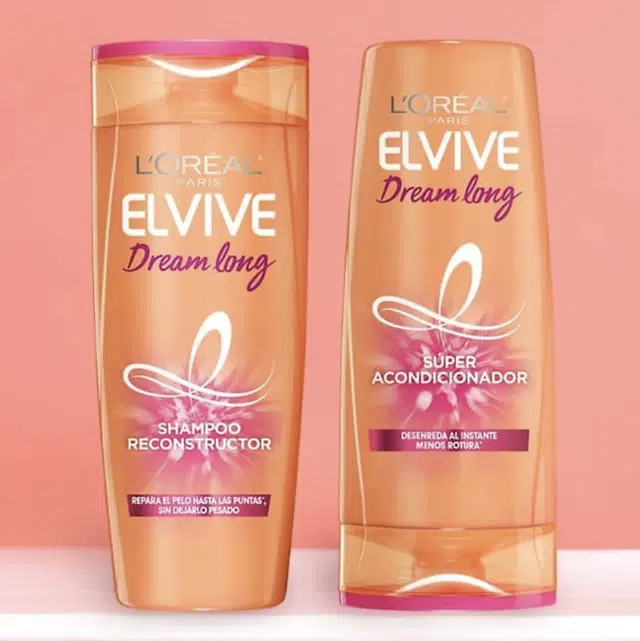 L'ORÉAL
PARIS
ELVIVE
Dream long
SHAMPOO
RECONSTRUCTOR
REPARA EL PELO HASTA LAS PUNTAS*,
SIN DEJARLO PESADO
L'ORÉAL
PARIS
ELVIVE
Dream long
SÚPER
ACONDICIONADOR
DESENREDA AL INSTANTE
MENOS ROTURA*